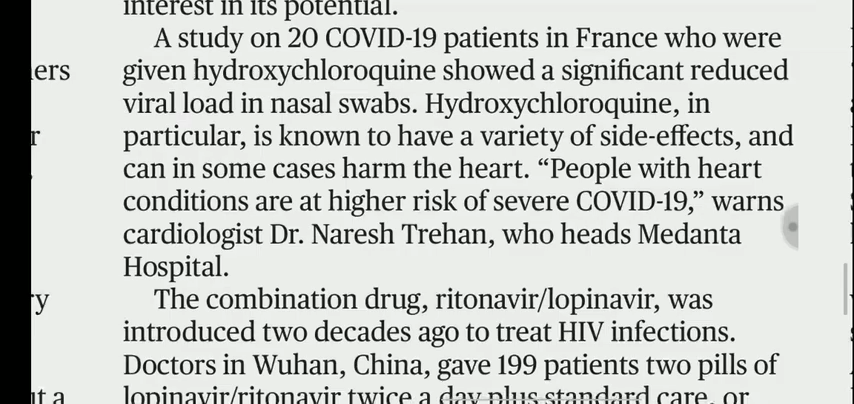 interest in its potential.
A study on 20 COVID-19 patients in France who were
given hydroxychloroquine showed a significant reduced
viral load in nasal swabs. Hydroxychloroquine, in
particular, is known to have a variety of side-effects, and
can in some cases harm the heart. “People with heart
conditions are at higher risk of severe COVID-19,” warns
cardiologist Dr. Naresh Trehan, who heads Medanta
Hospital.
The combination drug, ritonavir/lopinavir, was
introduced two decades ago to treat HIV infections.
Doctors in Wuhan, China, gave 199 patients two pills of
lopinavir/ritonavir twice a day plus standard care, or